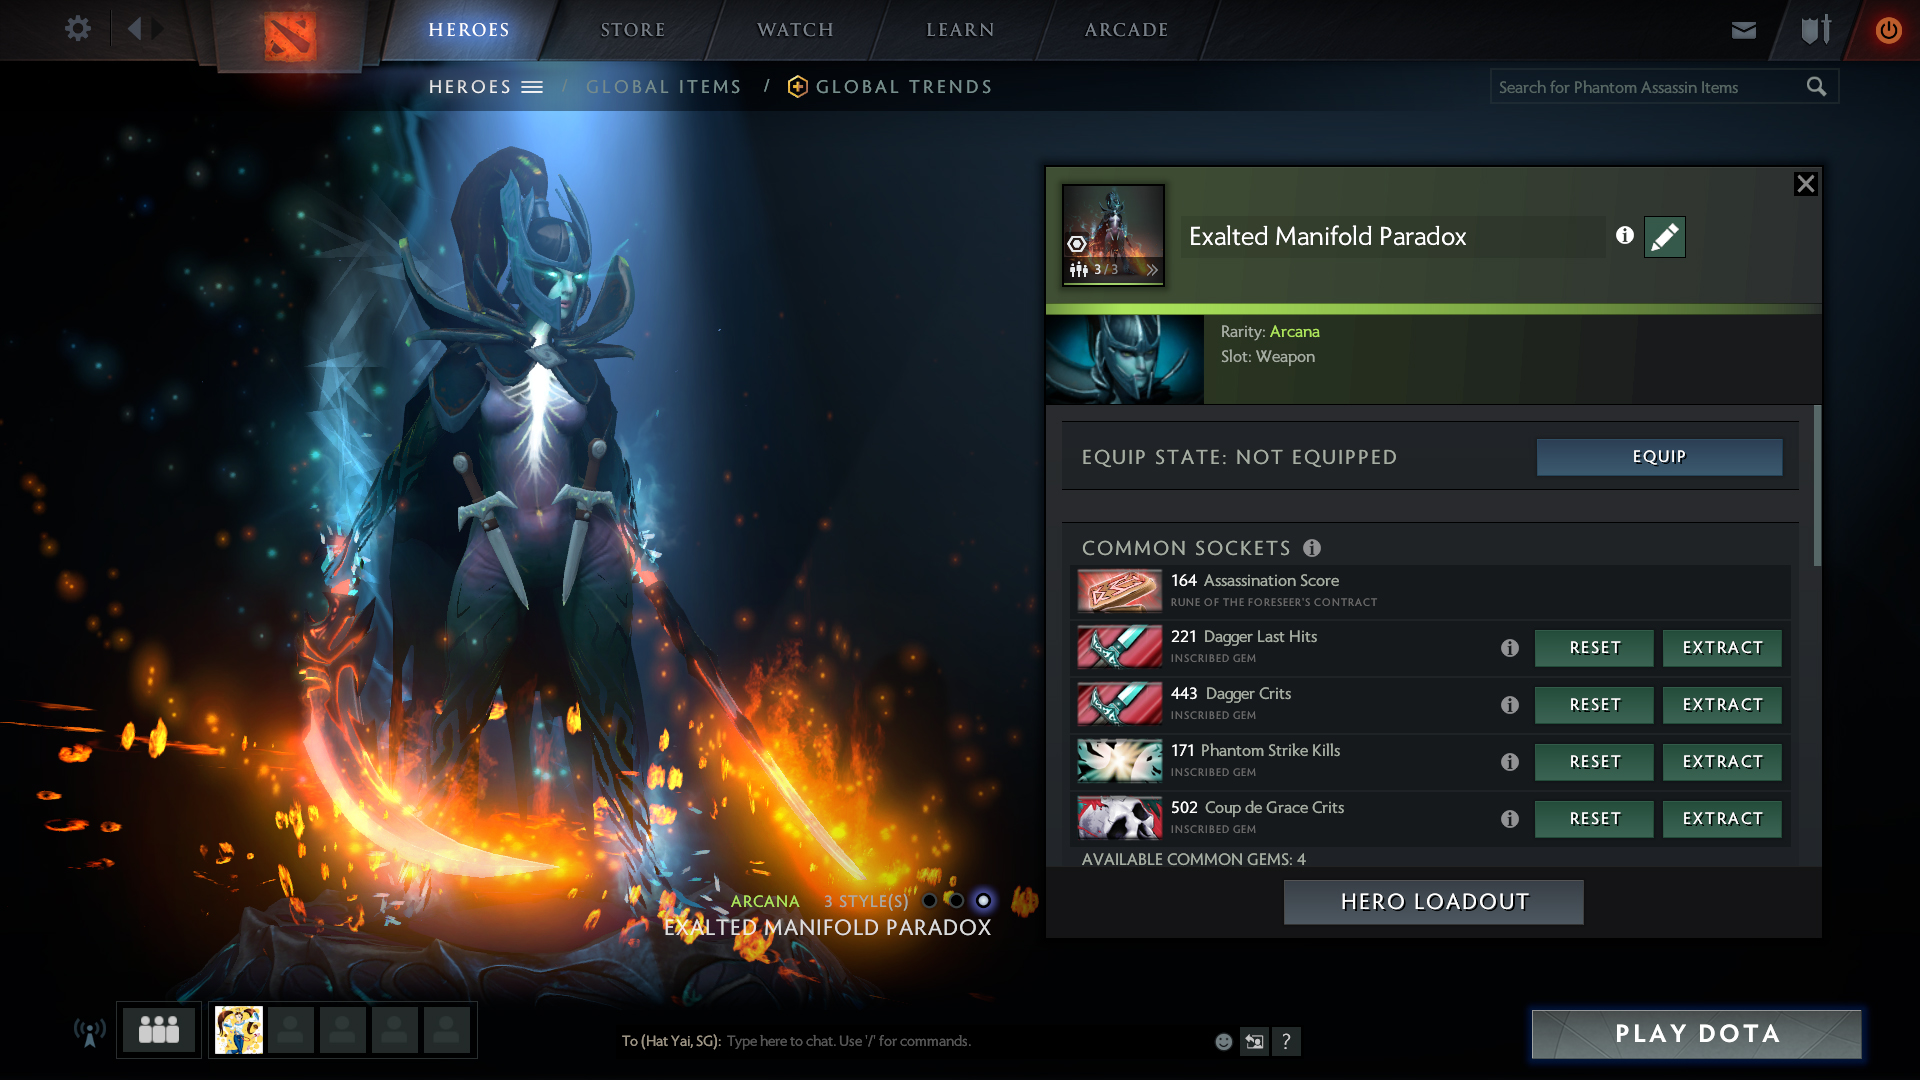 HEROES
STORE
WATCH
LEARN
ARCADE
HEROES / GLOBAL ITEMS / GLOBAL TRENDS
Search for Phantom Assassin Items
3/3
Exalted Manifold Paradox
Rarity: Arcana
Slot: Weapon
EQUIP STATE: NOT EQUIPPED
EQUIP
COMMON SOCKETS
164 Assassination Score
RUNE OF THE FORESEER'S CONTRACT
221 Dagger Last Hits
INSCRIBED GEM
RESET
EXTRACT
443 Dagger Crits
INSCRIBED GEM
RESET
EXTRACT
171 Phantom Strike Kills
INSCRIBED GEM
RESET
EXTRACT
502 Coup de Grace Crits
INSCRIBED GEM
RESET
EXTRACT
AVAILABLE COMMON GEMS: 4
HERO LOADOUT
ARCANA 3 STYLE(S)
EXALTED MANIFOLD PARADOX
To (Hat Yai, SG): Type here to chat. Use '/' for commands.
?
PLAY DOTA